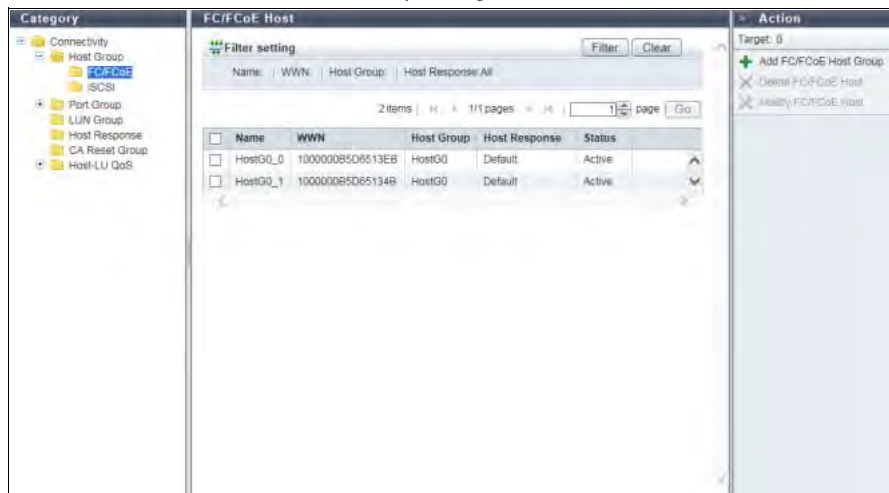 Category
Connectivity
Host Group
FC/FCoE
iSCSI
Port Group
LUN Group
Host Response
CA Reset Group
Host-LU QoS
FC/FCoE Host
Filter setting
Filter Clear
Name: WWN: Host Group: Host Response:All
2 items 1/1 pages 1 page Go
Name WWN Host Group Host Response Status
HostG0_0 1000000B5D6513EB HostG0 Default Active
HostG0_1 1000000B5D65134B HostG0 Default Active
Action
Target: 0
Add FC/FCoE Host Group
Delete FC/FCoE Host
Modify FC/FCoE Host